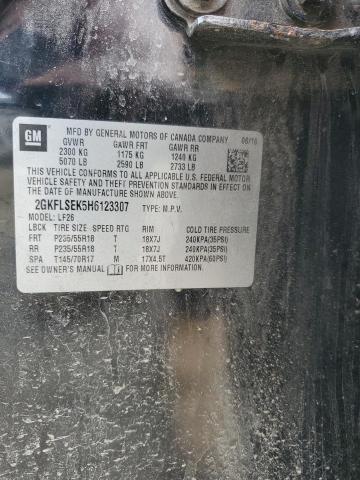 GM MFD BY GENERAL MOTORS OF CANADA COMPANY 06/16
GVWR GAWR FRT GAWR RR
2300 KG 1175 KG 1240 KG
5070 LB 2590 LB 2733 LB
THIS VEHICLE CONFORMS TO ALL APPLICABLE U.S. FEDERAL MOTOR
VEHICLE SAFETY AND THEFT PREVENTION STANDARDS IN EFFECT ON THE
DATE OF MANUFACTURE SHOWN ABOVE.
2GKFLSEK5H6123307 TYPE: M.P.V.
MODEL: LF26
LBCK TIRE SIZE SPEED RTG RIM COLD TIRE PRESSURE
FRT P235/55R18 T 18X7J 240KPA(35PSI)
RR P235/55R18 T 18X7J 240KPA(35PSI)
SPA T145/70R17 M 17X4.5T 420KPA(60PSI)
SEE OWNER'S MANUAL FOR ADDITIONAL INFORMATION.